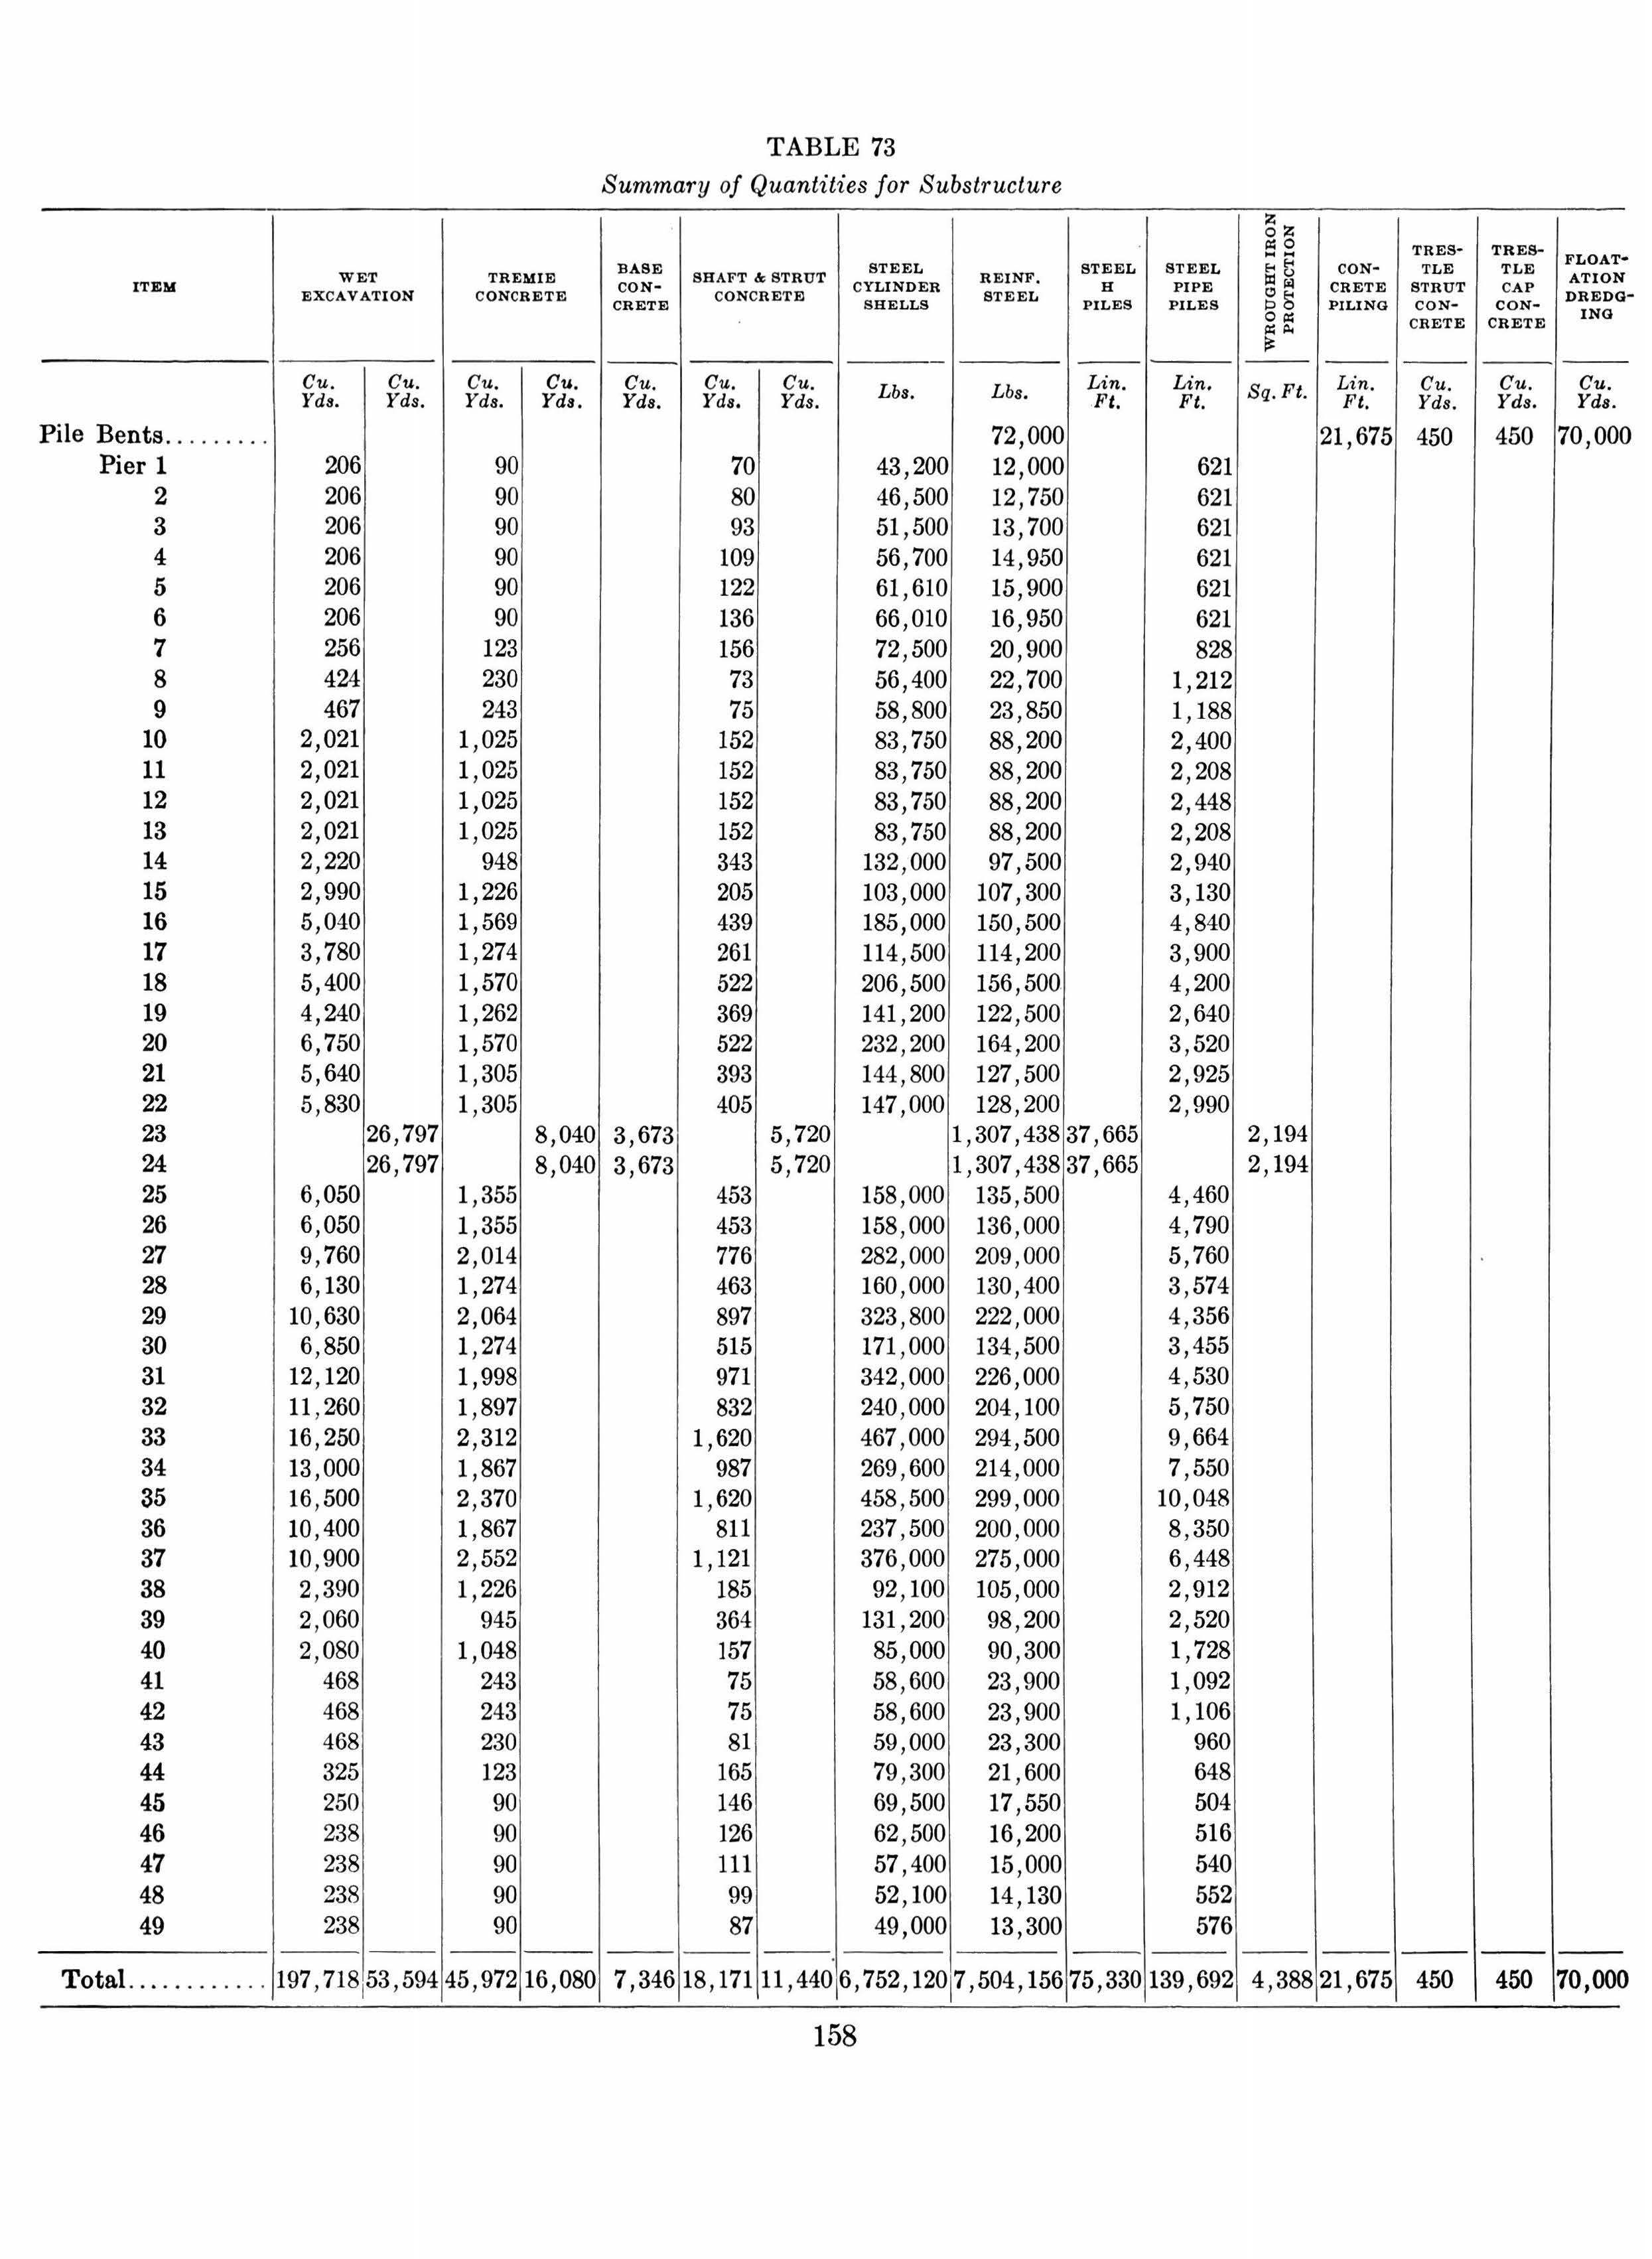 TABLE 73
Summary of Quantities for Substructure
ITEM WET EXCAVATION TREMIE CONCRETE BASE CON- CRETE SHAFT & STRUT CONCRETE STEEL CYLINDER SHELLS REINF. STEEL STEEL H PILES STEEL PIPE PILES WROUGHT IRON PROTECTION CON- CRETE PILING TRES- TLE STRUT CON- CRETE TRES- TLE CAP CON- CRETE FLOAT- ATION DREDG- ING
Cu. Yds. Cu. Yds. Cu. Yds. Cu. Yds. Cu. Yds. Cu. Yds. Cu. Yds. Lbs. Lbs. Lin. Ft. Lin. Ft. Sq. Ft. Lin. Ft. Cu. Yds. Cu. Yds. Cu. Yds.
Pile Bents......... 72,000 21,675 450 450 70,000
Pier 1 206 90 70 43,200 12,000 621
2 206 90 80 46,500 12,750 621
3 206 90 93 51,500 13,700 621
4 206 90 109 56,700 14,950 621
5 206 90 122 61,610 15,900 621
6 206 90 136 66,010 16,950 621
7 256 123 156 72,500 20,900 828
8 424 230 73 56,400 22,700 1,212
9 467 243 75 58,800 23,850 1,188
10 2,021 1,025 152 83,750 88,200 2,400
11 2,021 1,025 152 83,750 88,200 2,208
12 2,021 1,025 152 83,750 88,200 2,448
13 2,021 1,025 152 83,750 88,200 2,208
14 2,220 948 343 132,000 97,500 2,940
15 2,990 1,226 205 103,000 107,300 3,130
16 5,040 1,569 439 185,000 150,500 4,840
17 3,780 1,274 261 114,500 114,200 3,900
18 5,400 1,570 522 206,500 156,500 4,200
19 4,240 1,262 369 141,200 122,500 2,640
20 6,750 1,570 522 232,200 164,200 3,520
21 5,640 1,305 393 144,800 127,500 2,925
22 5,830 1,305 405 147,000 128,200 2,990
23 26,797 8,040 3,673 5,720 1,307,438 37,665 2,194
24 26,797 8,040 3,673 5,720 1,307,438 37,665 2,194
25 6,050 1,355 453 158,000 135,500 4,460
26 6,050 1,355 453 158,000 136,000 4,790
27 9,760 2,014 776 282,000 209,000 5,760
28 6,130 1,274 463 160,000 130,400 3,574
29 10,630 2,064 897 323,800 222,000 4,356
30 6,850 1,274 515 171,000 134,500 3,455
31 12,120 1,998 971 342,000 226,000 4,530
32 11,260 1,897 832 240,000 204,100 5,750
33 16,250 2,312 1,620 467,000 294,500 9,664
34 13,000 1,867 987 269,600 214,000 7,550
35 16,500 2,370 1,620 458,500 299,000 10,048
36 10,400 1,867 811 237,500 200,000 8,350
37 10,900 2,552 1,121 376,000 275,000 6,448
38 2,390 1,226 185 92,100 105,000 2,912
39 2,060 945 364 131,200 98,200 2,520
40 2,080 1,048 157 85,000 90,300 1,728
41 468 243 75 58,600 23,900 1,092
42 468 243 75 58,600 23,900 1,106
43 468 230 81 59,000 23,300 960
44 325 123 165 79,300 21,600 648
45 250 90 146 69,500 17,550 504
46 238 90 126 62,500 16,200 516
47 238 90 111 57,400 15,000 540
48 238 90 99 52,100 14,130 552
49 238 90 87 49,000 13,300 576
Total............ 197,718 53,594 45,972 16,080 7,346 18,171 11,440 6,752,120 7,504,156 75,330 139,692 4,388 21,675 450 450 70,000
158